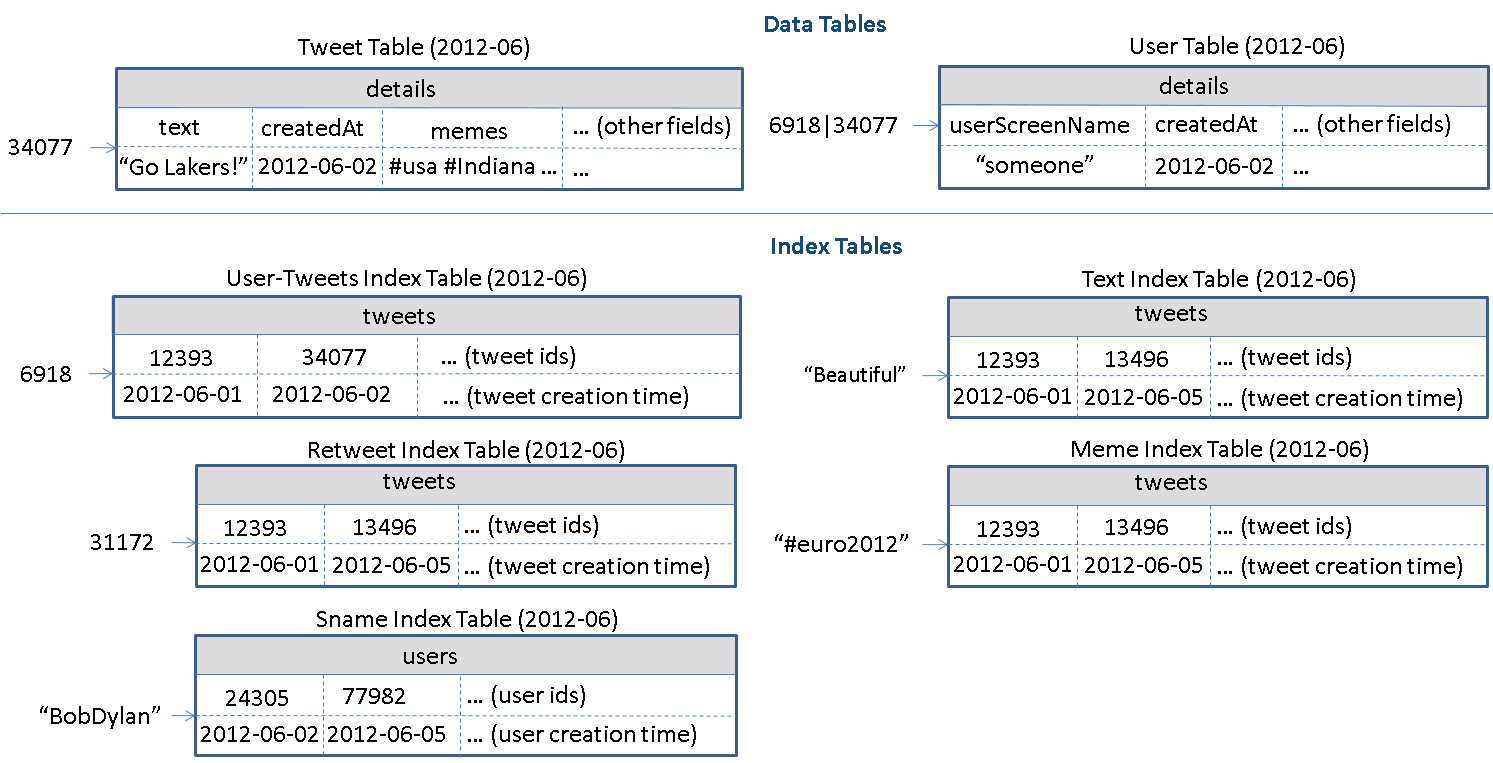 Data Tables
Tweet Table (2012-06)
details
34077
text createdAt memes ... (other fields)
“Go Lakers!” 2012-06-02 #usa #Indiana ... ...
User Table (2012-06)
details
6918|34077
userScreenName createdAt ... (other fields)
“someone” 2012-06-02 ...
Index Tables
User-Tweets Index Table (2012-06)
tweets
6918
12393 34077 ... (tweet ids)
2012-06-01 2012-06-02 ... (tweet creation time)
Text Index Table (2012-06)
tweets
“Beautiful”
12393 13496 ... (tweet ids)
2012-06-01 2012-06-05 ... (tweet creation time)
Retweet Index Table (2012-06)
tweets
31172
12393 13496 ... (tweet ids)
2012-06-01 2012-06-05 ... (tweet creation time)
Meme Index Table (2012-06)
tweets
“#euro2012”
12393 13496 ... (tweet ids)
2012-06-01 2012-06-05 ... (tweet creation time)
Sname Index Table (2012-06)
users
“BobDylan”
24305 77982 ... (user ids)
2012-06-02 2012-06-05 ... (user creation time)